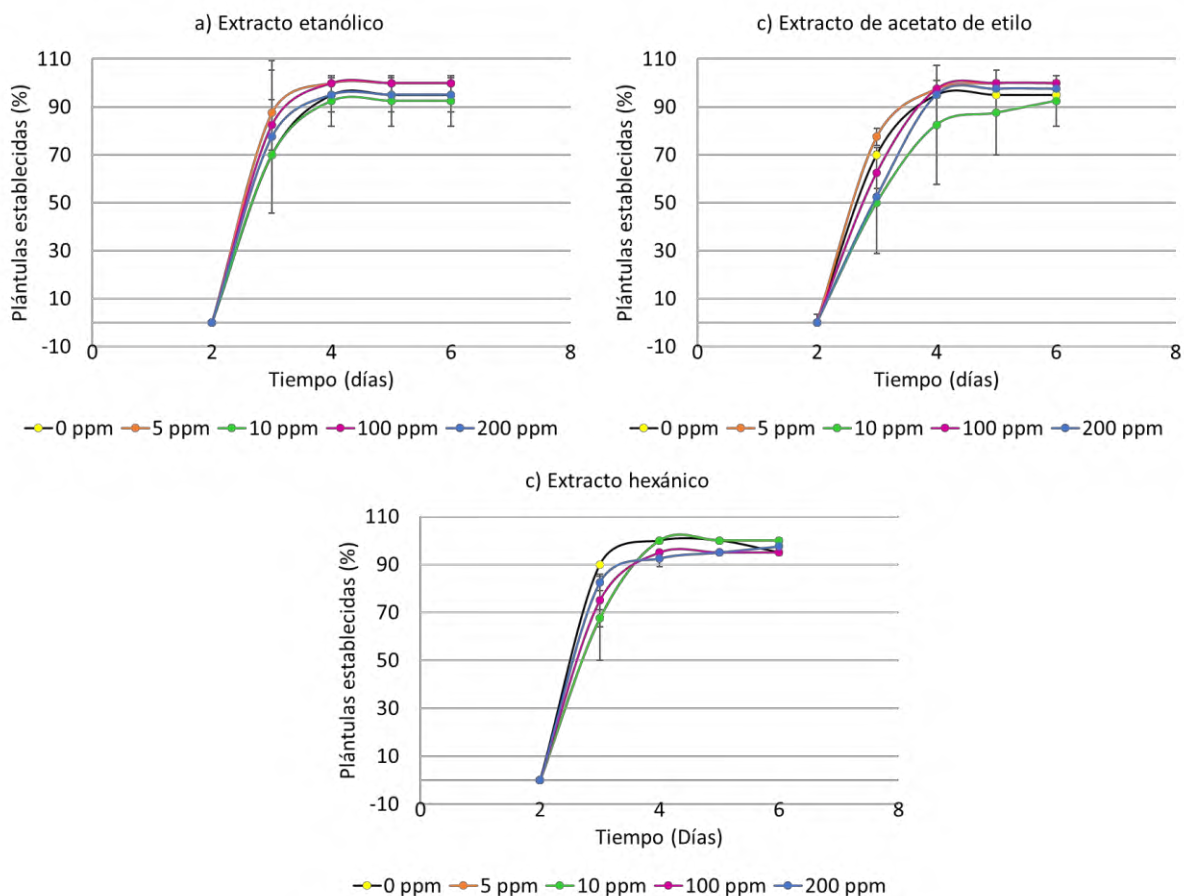 a) Extracto etanólico
Plántulas establecidas (%)
110
90
70
50
30
10
-10
0 2 4 6 8
Tiempo (días)
0 ppm 5 ppm 10 ppm 100 ppm 200 ppm
c) Extracto de acetato de etilo
Plántulas establecidas (%)
110
90
70
50
30
10
-10
0 2 4 6 8
Tiempo (días)
0 ppm 5 ppm 10 ppm 100 ppm 200 ppm
c) Extracto hexánico
Plántulas establecidas (%)
110
90
70
50
30
10
-10
0 2 4 6 8
Tiempo (Días)
0 ppm 5 ppm 10 ppm 100 ppm 200 ppm